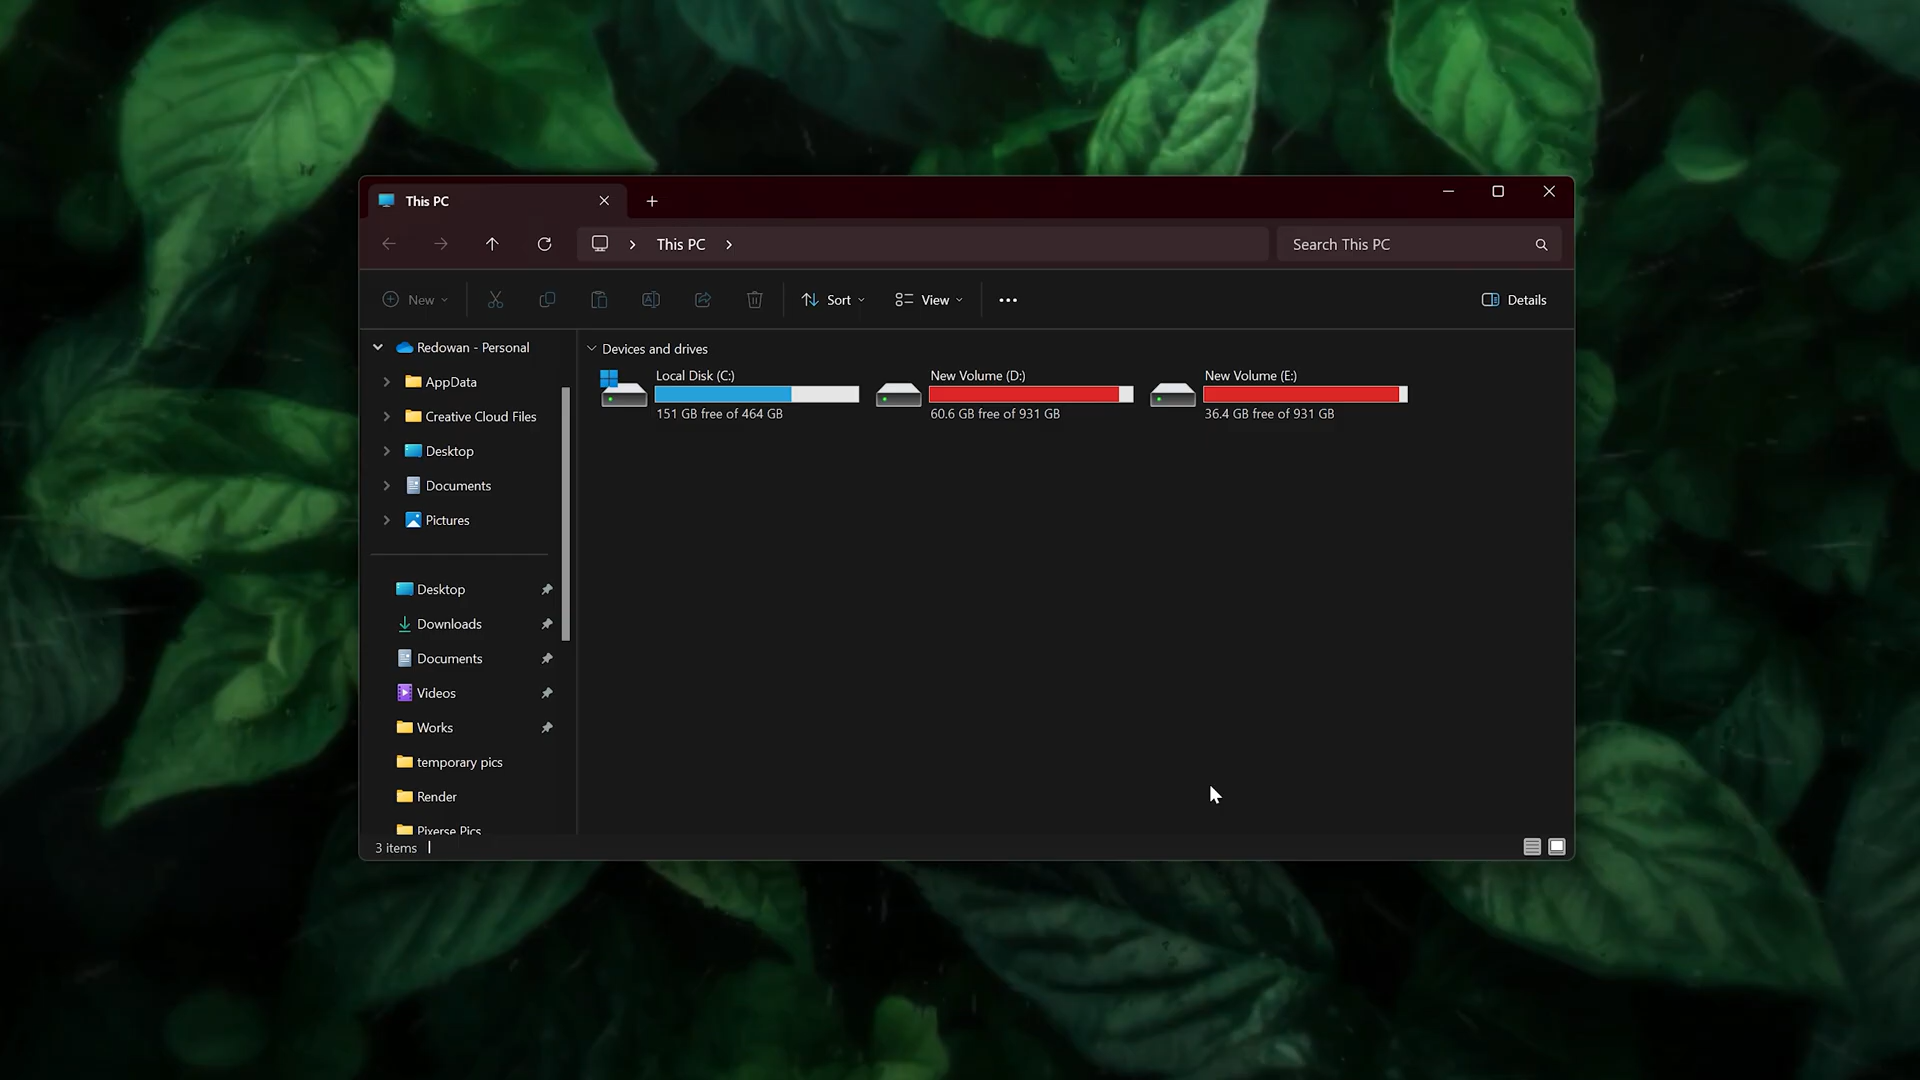 This PC
This PC
Search This PC
New
Sort
View
Details
Redowan - Personal
AppData
Creative Cloud Files
Desktop
Documents
Pictures
Desktop
Downloads
Documents
Videos
Works
temporary pics
Render
Pixerse Pics
Devices and drives
Local Disk (C:)
151 GB free of 464 GB
New Volume (D:)
60.6 GB free of 931 GB
New Volume (E:)
36.4 GB free of 931 GB
3 items